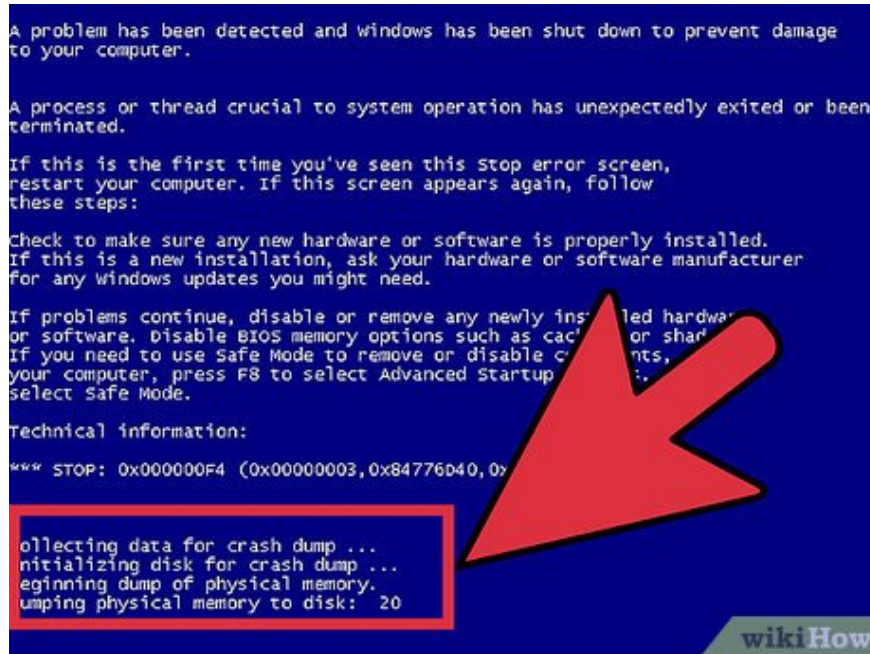 A problem has been detected and Windows has been shut down to prevent damage
to your computer.
A process or thread crucial to system operation has unexpectedly exited or been
terminated.
If this is the first time you've seen this Stop error screen,
restart your computer. If this screen appears again, follow
these steps:
Check to make sure any new hardware or software is properly installed.
If this is a new installation, ask your hardware or software manufacturer
for any Windows updates you might need.
If problems continue, disable or remove any newly hardware
or software. Disable BIOS memory options such as or
If you need to use Safe Mode to remove or disable
your computer, press F8 to select Advanced Startup
select Safe Mode.
Technical information:
*** STOP: 0x000000F4 (0x00000003,0x84776D40,0x
ollecting data for crash dump ...
nitializing disk for crash dump ...
eginning dump of physical memory.
umping physical memory to disk: 20
wikiHow